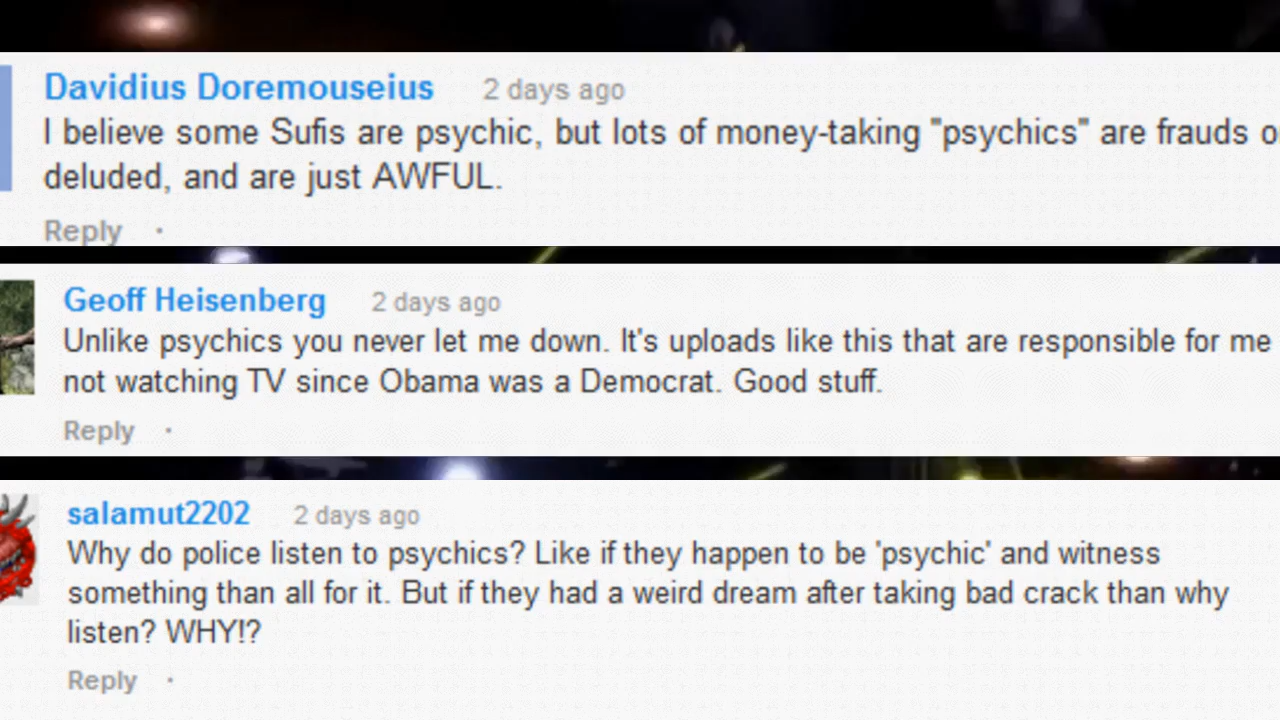 Davidius Doremouseius 2 days ago
I believe some Sufis are psychic, but lots of money-taking "psychics" are frauds
deluded, and are just AWFUL.
Reply ·
Geoff Heisenberg 2 days ago
Unlike psychics you never let me down. It's uploads like this that are responsible for me
not watching TV since Obama was a Democrat. Good stuff.
Reply ·
salamut2202 2 days ago
Why do police listen to psychics? Like if they happen to be 'psychic' and witness
something than all for it. But if they had a weird dream after taking bad crack than why
listen? WHY!?
Reply ·